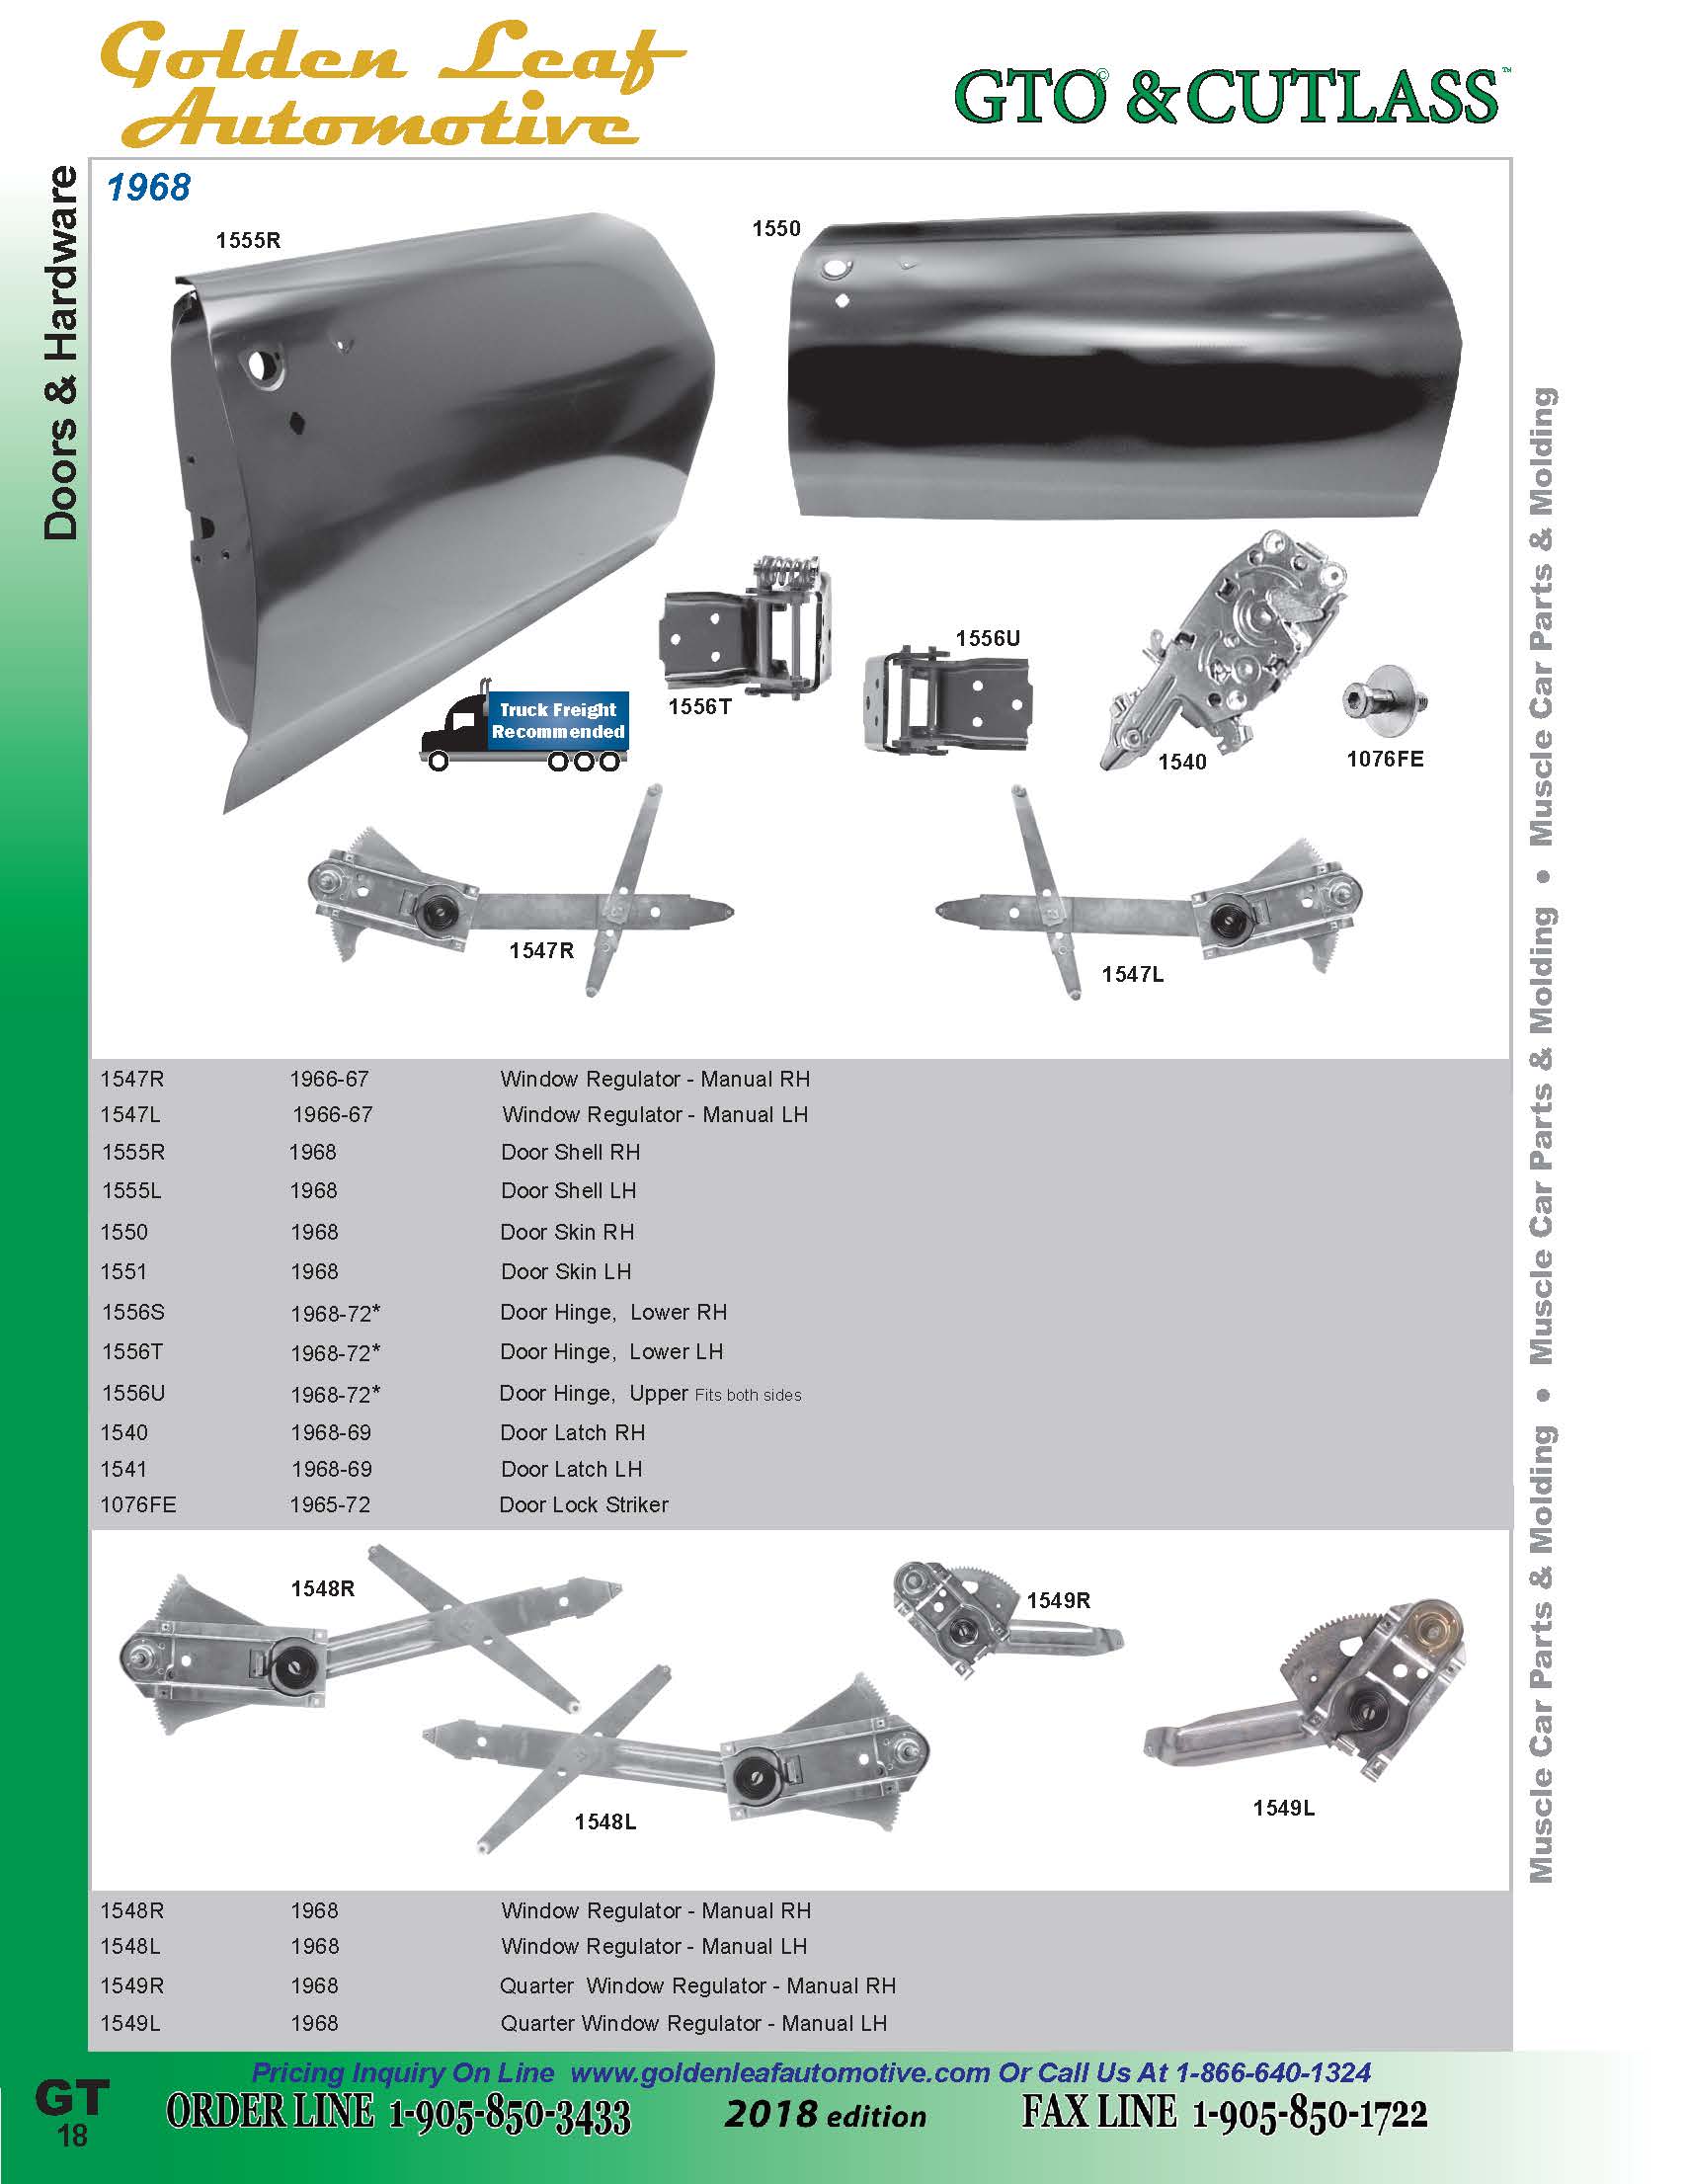 Golden Leaf
Automotive
GTO © & CUTLASS ™
Doors & Hardware
1968
1555R
1550
1556T
1556U
1540
1076FE
Truck Freight
Recommended
1547R
1547L
1547R 1966-67 Window Regulator - Manual RH
1547L 1966-67 Window Regulator - Manual LH
1555R 1968 Door Shell RH
1555L 1968 Door Shell LH
1550 1968 Door Skin RH
1551 1968 Door Skin LH
1556S 1968-72* Door Hinge, Lower RH
1556T 1968-72* Door Hinge, Lower LH
1556U 1968-72* Door Hinge, Upper Fits both sides
1540 1968-69 Door Latch RH
1541 1968-69 Door Latch LH
1076FE 1965-72 Door Lock Striker
1548R
1549R
1548L
1549L
1548R 1968 Window Regulator - Manual RH
1548L 1968 Window Regulator - Manual LH
1549R 1968 Quarter Window Regulator - Manual RH
1549L 1968 Quarter Window Regulator - Manual LH
Muscle Car Parts & Molding • Muscle Car Parts & Molding • Muscle Car Parts & Molding
Pricing Inquiry On Line www.goldenleafautomotive.com Or Call Us At 1-866-640-1324
GT
18
ORDER LINE 1-905-850-3433 2018 edition FAX LINE 1-905-850-1722